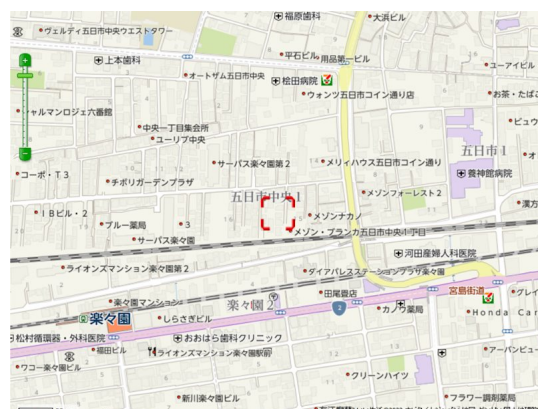 福原歯科
大浜ビル
ヴェルディ五日市中央ウエストタワー
上本歯科
平石ビル
用品第一ビル
ユーアイビル
オートザム五日市中央
桧田病院
ウォンツ五日市コイン通り店
お茶・たばこ
シャルマンロジェ六番館
中央一丁目集会所
ユーリブ中央
ビュウ
五日市1
サーパス楽々園第2
メリィハウス五日市コイン通り
コーポ・T3
チボリガーデンプラザ
養神館病院
五日市中央1
メゾンフォーレスト2
IBビル・2
ブルー薬局
3
メゾンナカノ
漢方
サーパス楽々園
メゾン・ブランカ五日市中央一丁目
河田産婦人科医院
ライオンズマンション楽々園第2
ダイアパレスステーションプラザ楽々園
宮島街道
田尾畳店
楽々園マンション
楽々園2
グレイ
楽々園
しらさぎビル
2
カノウ薬局
Honda Car
松村循環器・外科医院
おおはら歯科クリニック
福田ビル
ライオンズマンション楽々園駅前
アーバンビュー
ワコー楽々園ビル
グリーンハイツ
新川楽々園ビル
フラワー調剤薬局